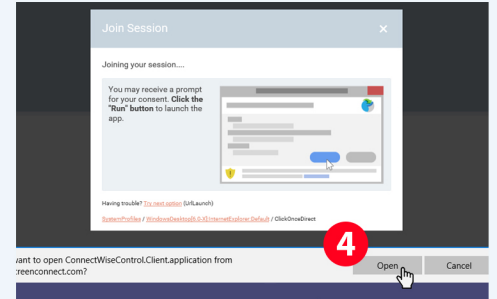 Join Session
×
Joining your session....
You may receive a prompt
for your consent. Click the
"Run" button to launch the
app.
Having trouble? Try next option (UrlLaunch)
SystemProfiles / WindowsDesktop(6.0-X)InternetExplorer.Default / ClickOnceDirect
4
want to open ConnectWiseControl.Client.application from
reenconnect.com?
Open
Cancel